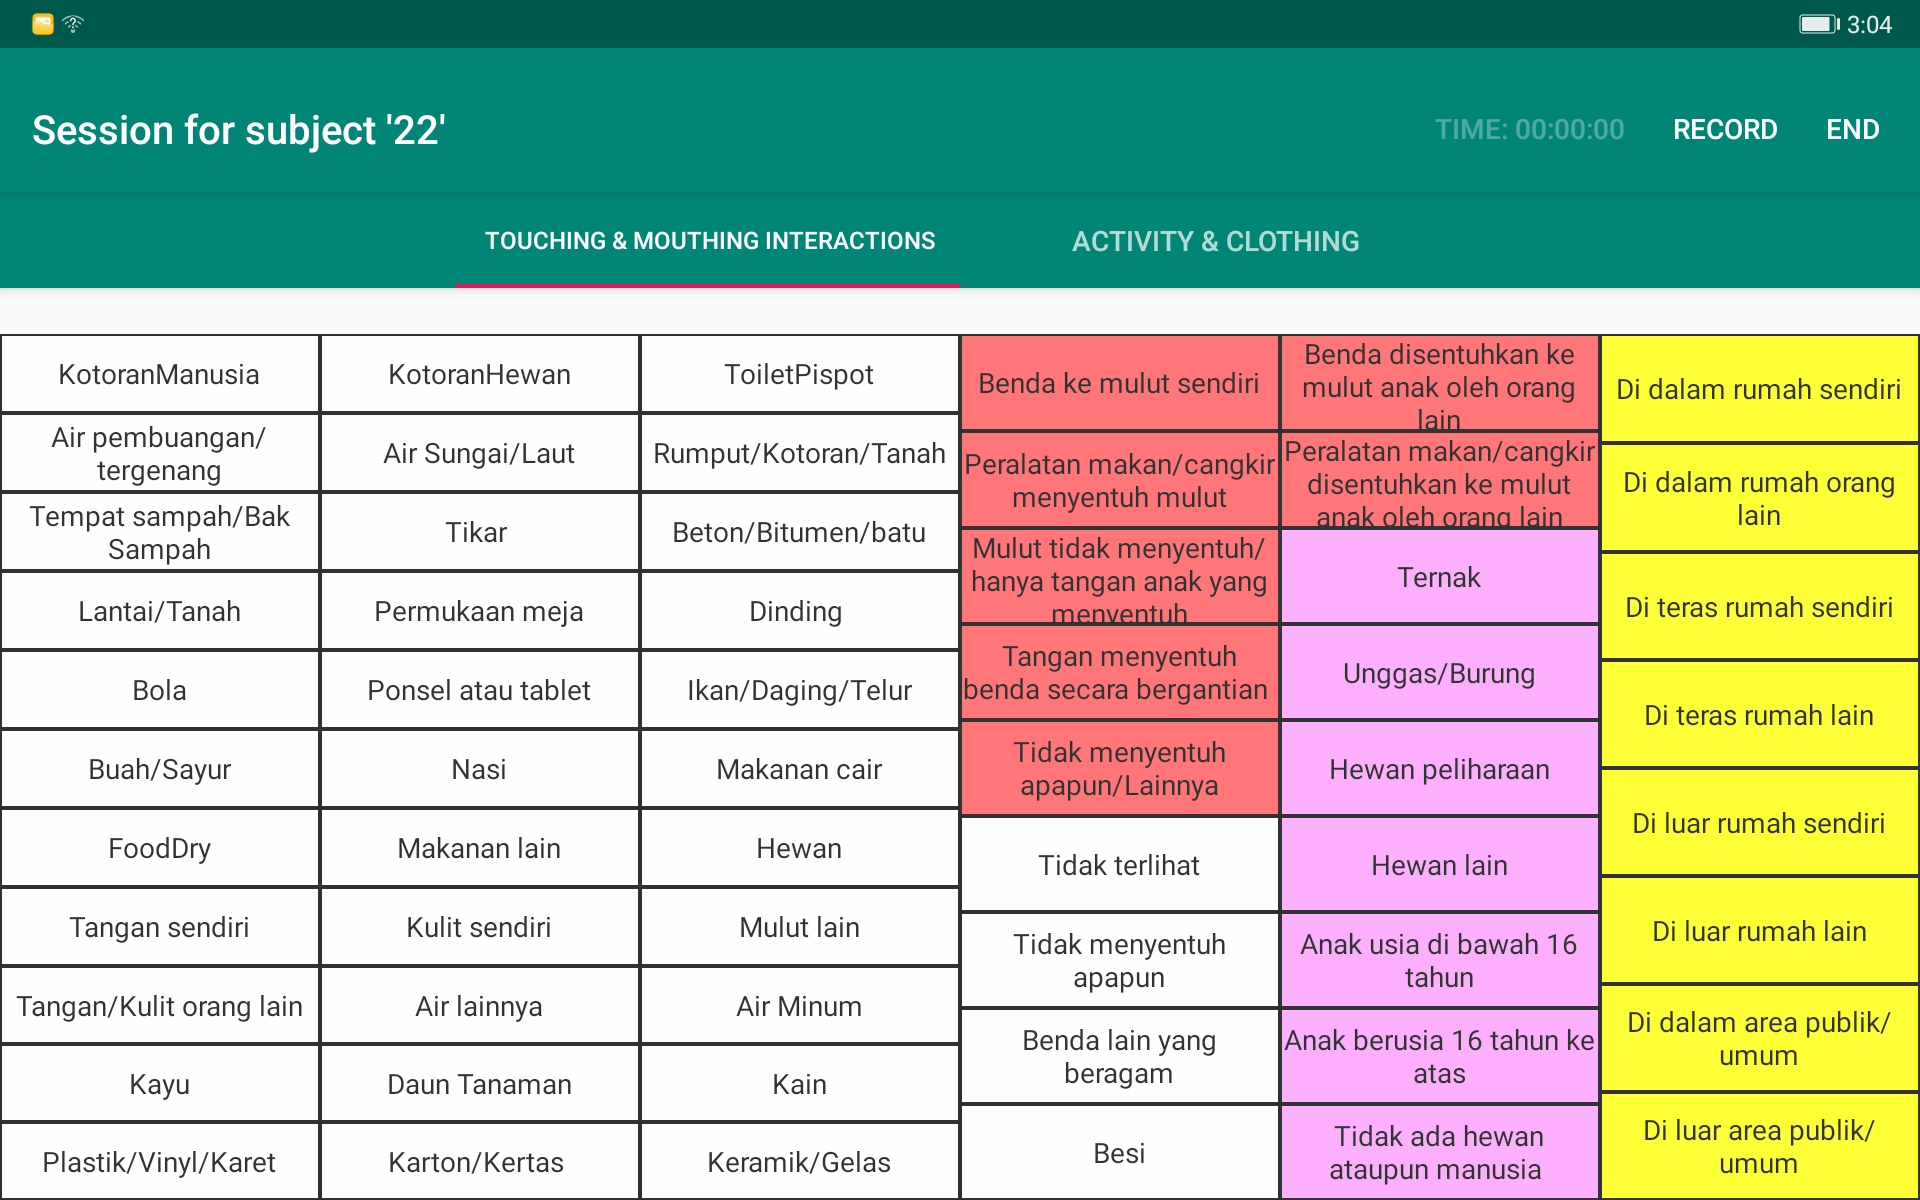 3:04
Session for subject '22'
TIME: 00:00:00
RECORD
END
TOUCHING & MOUTHING INTERACTIONS
ACTIVITY & CLOTHING
KotoranManusia
KotoranHewan
ToiletPispot
Air pembuangan/
tergenang
Air Sungai/Laut
Rumput/Kotoran/Tanah
Tempat sampah/Bak
Sampah
Tikar
Beton/Bitumen/batu
Lantai/Tanah
Permukaan meja
Dinding
Bola
Ponsel atau tablet
Ikan/Daging/Telur
Buah/Sayur
Nasi
Makanan cair
FoodDry
Makanan lain
Hewan
Tangan sendiri
Kulit sendiri
Mulut lain
Tangan/Kulit orang lain
Air lainnya
Air Minum
Kayu
Daun Tanaman
Kain
Plastik/Vinyl/Karet
Karton/Kertas
Keramik/Gelas
Benda ke mulut sendiri
Peralatan makan/cangkir
menyentuh mulut
Mulut tidak menyentuh/
hanya tangan anak yang
menyentuh
Tangan menyentuh
benda secara bergantian
Tidak menyentuh
apapun/Lainnya
Tidak terlihat
Tidak menyentuh
apapun
Benda lain yang
beragam
Besi
Benda disentuhkan ke
mulut anak oleh orang
lain
Peralatan makan/cangkir
disentuhkan ke mulut
anak oleh orang lain
Ternak
Unggas/Burung
Hewan peliharaan
Hewan lain
Anak usia di bawah 16
tahun
Anak berusia 16 tahun ke
atas
Tidak ada hewan
ataupun manusia
Di dalam rumah sendiri
Di dalam rumah orang
lain
Di teras rumah sendiri
Di teras rumah lain
Di luar rumah sendiri
Di luar rumah lain
Di dalam area publik/
umum
Di luar area publik/
umum